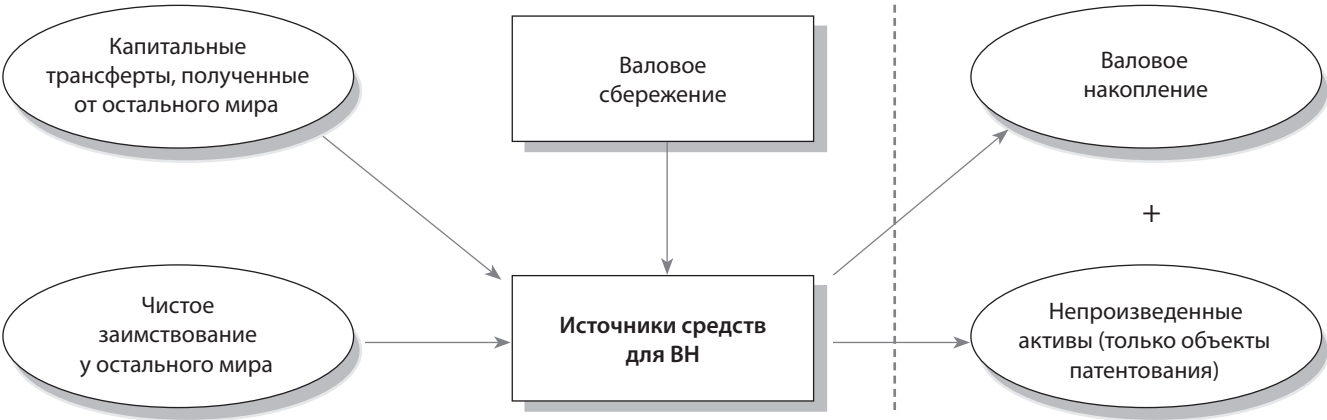 Капитальные
трансферты, полученные
от остального мира
Валовое
сбережение
Валовое
накопление
+
Чистое
заимствование
у остального мира
Источники средств
для ВН
Непроизведенные
активы (только объекты
патентования)